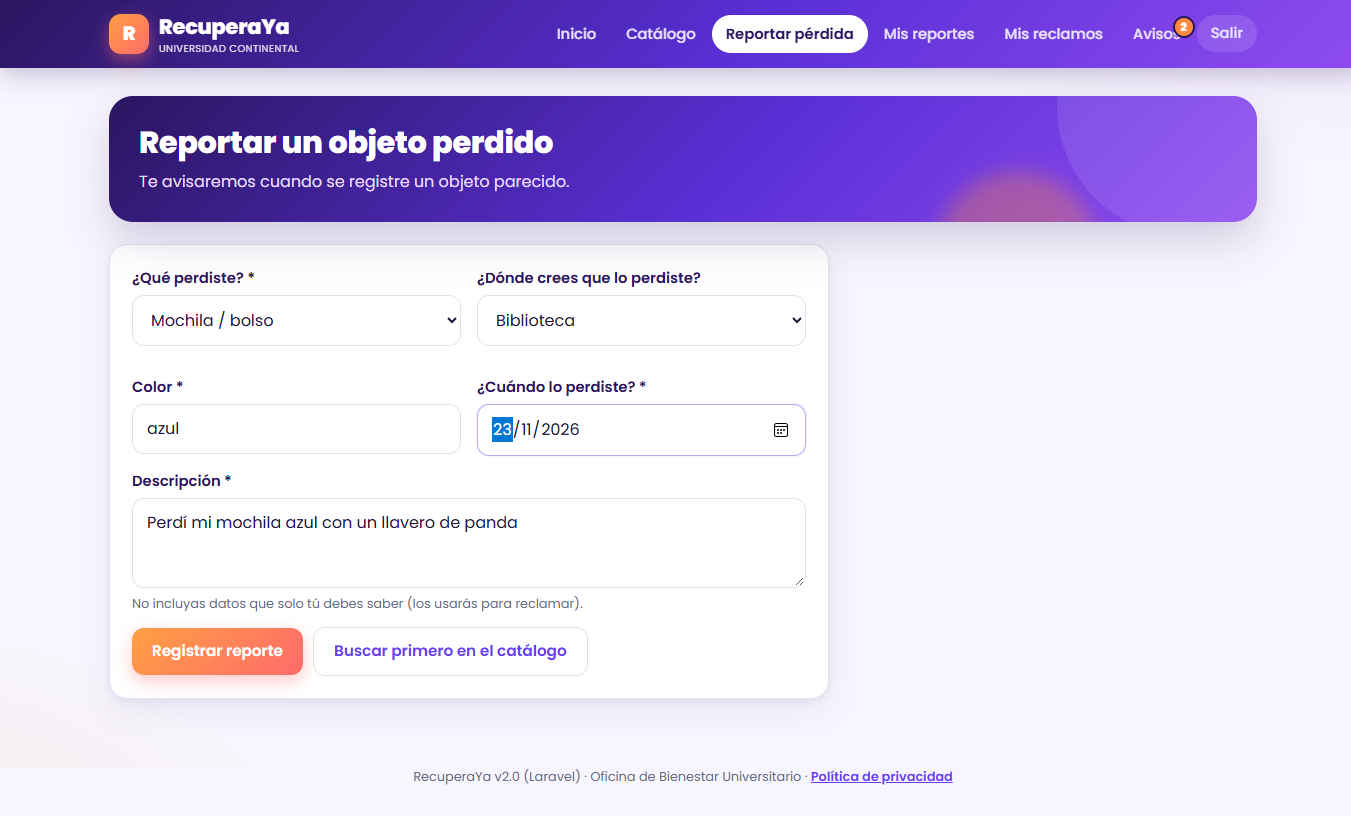 R
RecuperaYa
UNIVERSIDAD CONTINENTAL
Inicio
Catálogo
Reportar pérdida
Mis reportes
Mis reclamos
Avisos
2
Salir
Reportar un objeto perdido
Te avisaremos cuando se registre un objeto parecido.
¿Qué perdiste? *
¿Dónde crees que lo perdiste?
Mochila / bolso
Biblioteca
Color *
¿Cuándo lo perdiste? *
azul
23/11/2026
Descripción *
Perdí mi mochila azul con un llavero de panda
No incluyas datos que solo tú debes saber (los usarás para reclamar).
Registrar reporte
Buscar primero en el catálogo
RecuperaYa v2.0 (Laravel) · Oficina de Bienestar Universitario · Política de privacidad